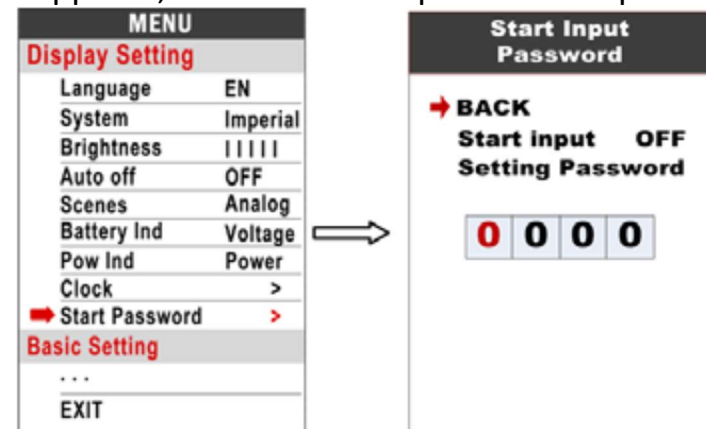 MENU
Display Setting
Language EN
System Imperial
Brightness | | | | |
Auto off OFF
Scenes Analog
Battery Ind Voltage
Pow Ind Power
Clock >
Start Password >
Basic Setting
. . .
EXIT
Start Input
Password
BACK
Start input OFF
Setting Password
0 0 0 0